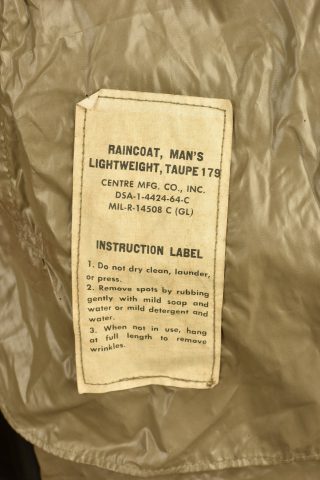 RAINCOAT, MAN'S
LIGHTWEIGHT, TAUPE 179
CENTRE MFG. CO., INC.
DSA-1-4424-64-C
MIL-R-14508 C (GL)
INSTRUCTION LABEL
1. Do not dry clean, launder,
or press.
2. Remove spots by rubbing
gently with mild soap and
water or mild detergent and
water.
3. When not in use, hang
at full length to remove
wrinkles.